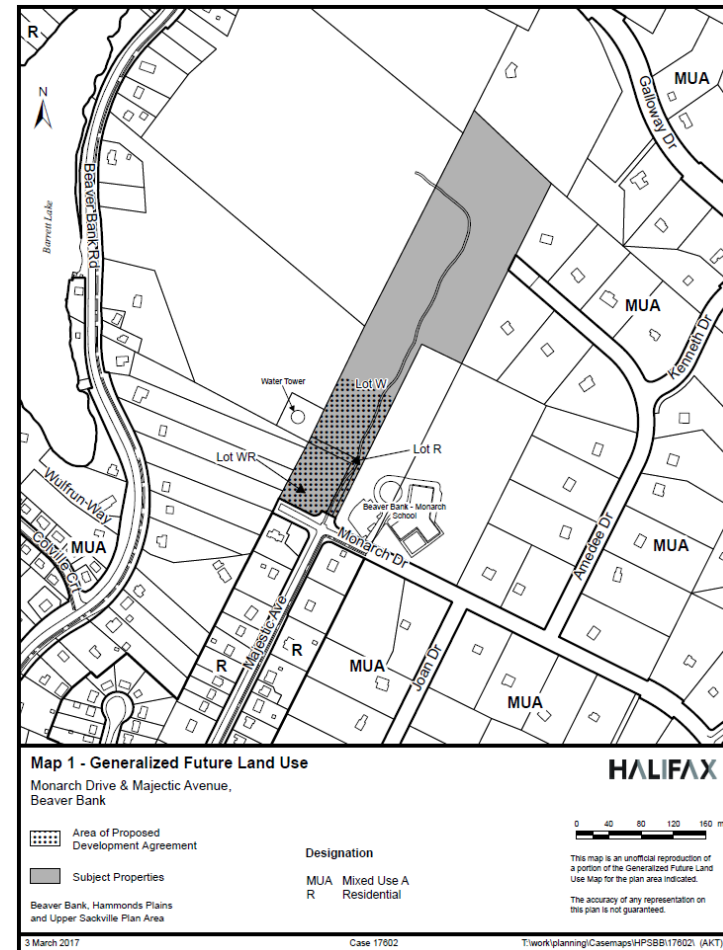 R
MUA
Galloway Dr
N
Beaver Bank Rd
Barrett Lake
MUA
Kenneth Dr
Water Tower
Lot W
Lot WR
Lot R
Beaver Bank - Monarch
School
Wulfrun-Way
Colville Crt
MUA
Monarch Dr
Amedee Dr
MUA
Majestic Ave
R
R
MUA
Joan Dr
MUA
Map 1 - Generalized Future Land Use
Monarch Drive & Majectic Avenue,
Beaver Bank
HALIFAX
Area of Proposed
Development Agreement
Subject Properties
Beaver Bank, Hammonds Plains
and Upper Sackville Plan Area
Designation
MUA Mixed Use A
R Residential
0 40 80 120 160 m
This map is an unofficial reproduction of
a portion of the Generalized Future Land
Use Map for the plan area indicated.
The accuracy of any representation on
this plan is not guaranteed.
3 March 2017
Case 17602
T:\work\planning\Casemaps\HPSBB\17602\ (AKT)